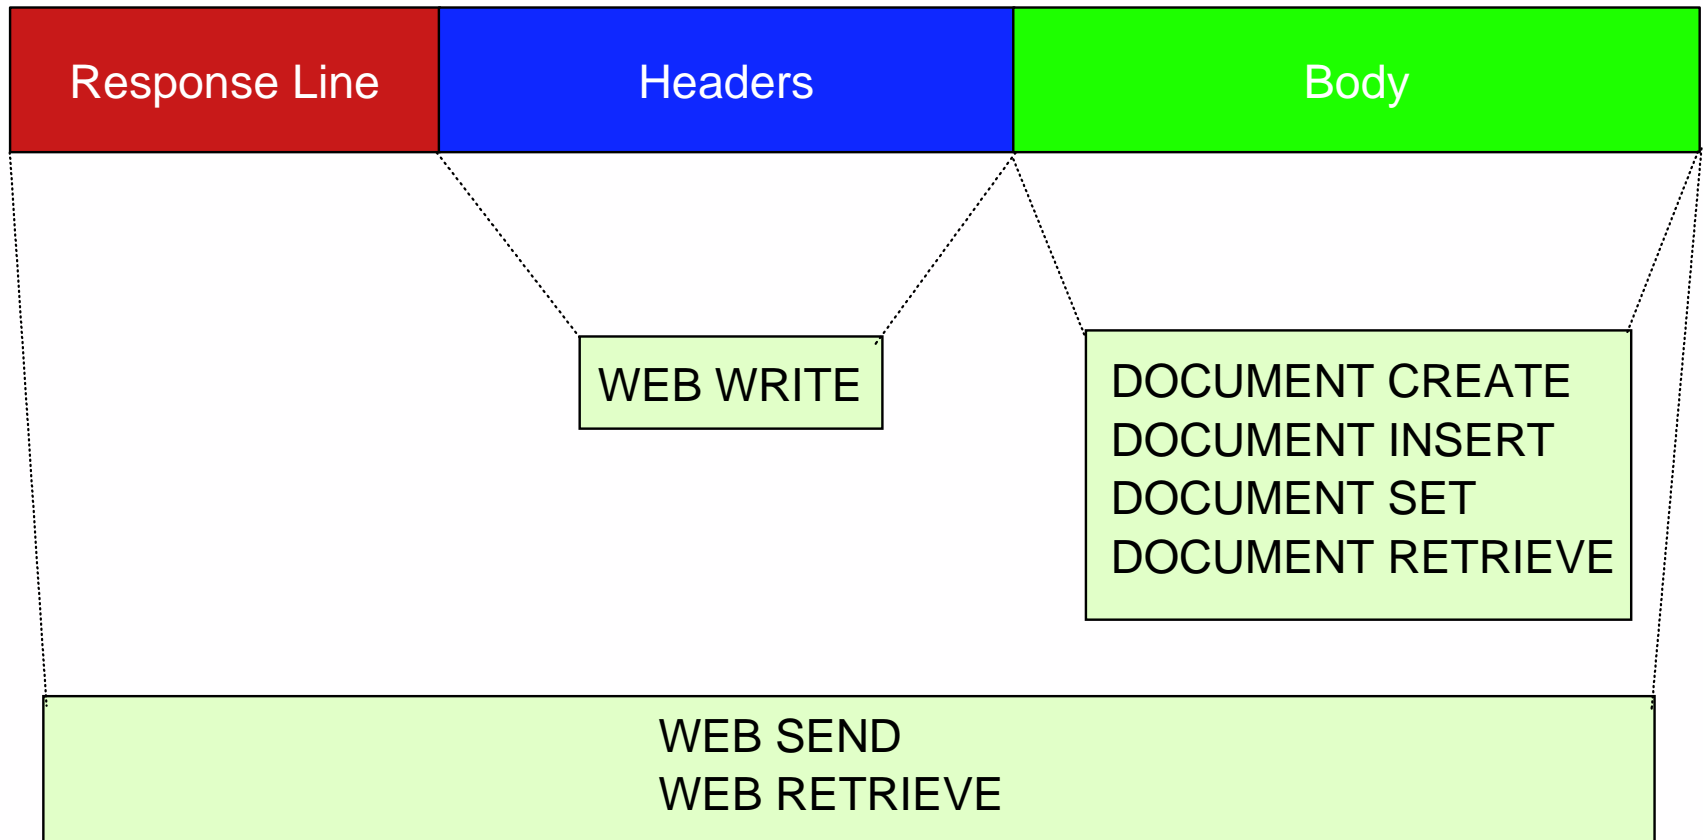 Response Line
Headers
Body
WEB WRITE
DOCUMENT CREATE
DOCUMENT INSERT
DOCUMENT SET
DOCUMENT RETRIEVE
WEB SEND
WEB RETRIEVE